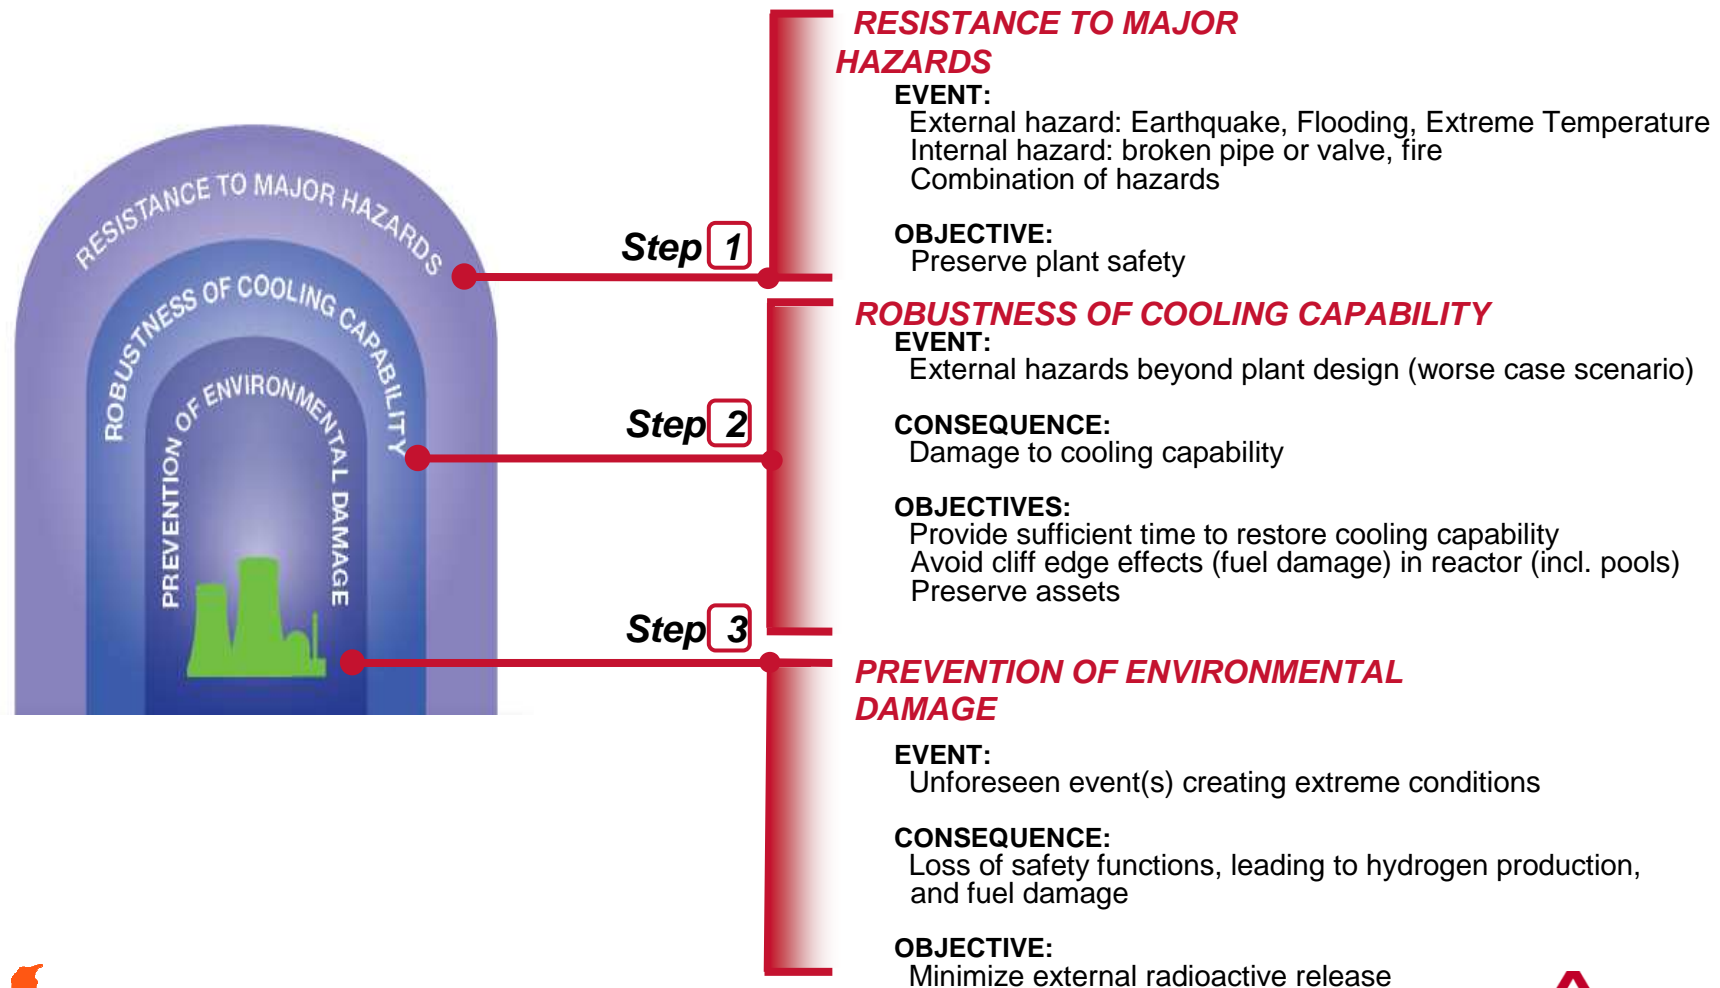 RESISTANCE TO MAJOR HAZARDS
ROBUSTNESS OF COOLING CAPABILITY
PREVENTION OF ENVIRONMENTAL DAMAGE
Step 1
RESISTANCE TO MAJOR
HAZARDS
EVENT:
External hazard: Earthquake, Flooding, Extreme Temperature
Internal hazard: broken pipe or valve, fire
Combination of hazards
OBJECTIVE:
Preserve plant safety
Step 2
ROBUSTNESS OF COOLING CAPABILITY
EVENT:
External hazards beyond plant design (worse case scenario)
CONSEQUENCE:
Damage to cooling capability
OBJECTIVES:
Provide sufficient time to restore cooling capability
Avoid cliff edge effects (fuel damage) in reactor (incl. pools)
Preserve assets
Step 3
PREVENTION OF ENVIRONMENTAL
DAMAGE
EVENT:
Unforeseen event(s) creating extreme conditions
CONSEQUENCE:
Loss of safety functions, leading to hydrogen production,
and fuel damage
OBJECTIVE:
Minimize external radioactive release